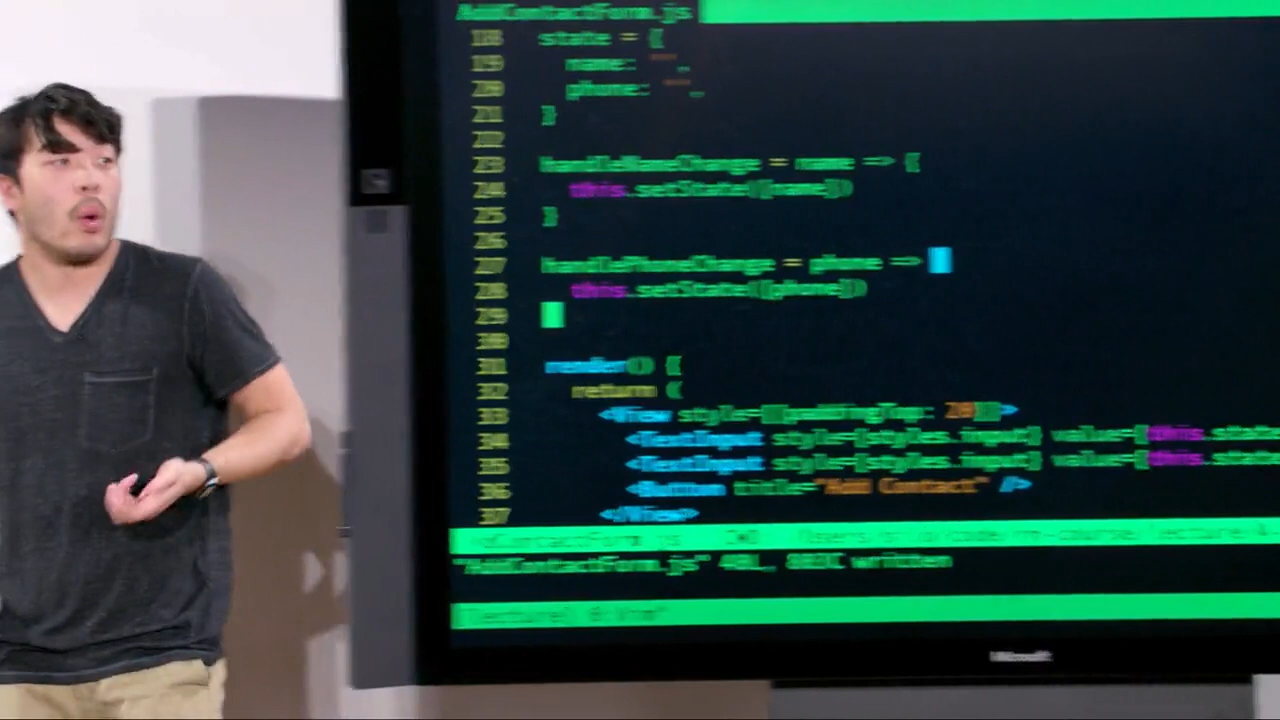 AddContactForm.js
18 state = {
19 name: '',
20 phone: '',
21 }
22
23 handleNameChange = name => {
24 this.setState({name})
25 }
26
27 handlePhoneChange = phone => {
28 this.setState({phone})
29 }
30
31 render() {
32 return (
33 <View style={{paddingTop: 20}}>
34 <TextInput style={styles.input} value={this.state
35 <TextInput style={styles.input} value={this.state
36 <Button title="Add Contact" />
37 </View>
"AddContactForm.js" written
Microsoft